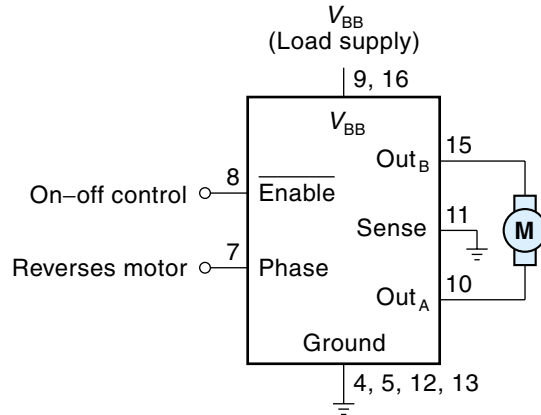 V_BB
(Load supply)
9, 16
V_BB
15
Out_B
8
On–off control
Enable
11
Sense
M
7
Reverses motor
Phase
10
Out_A
Ground
4, 5, 12, 13